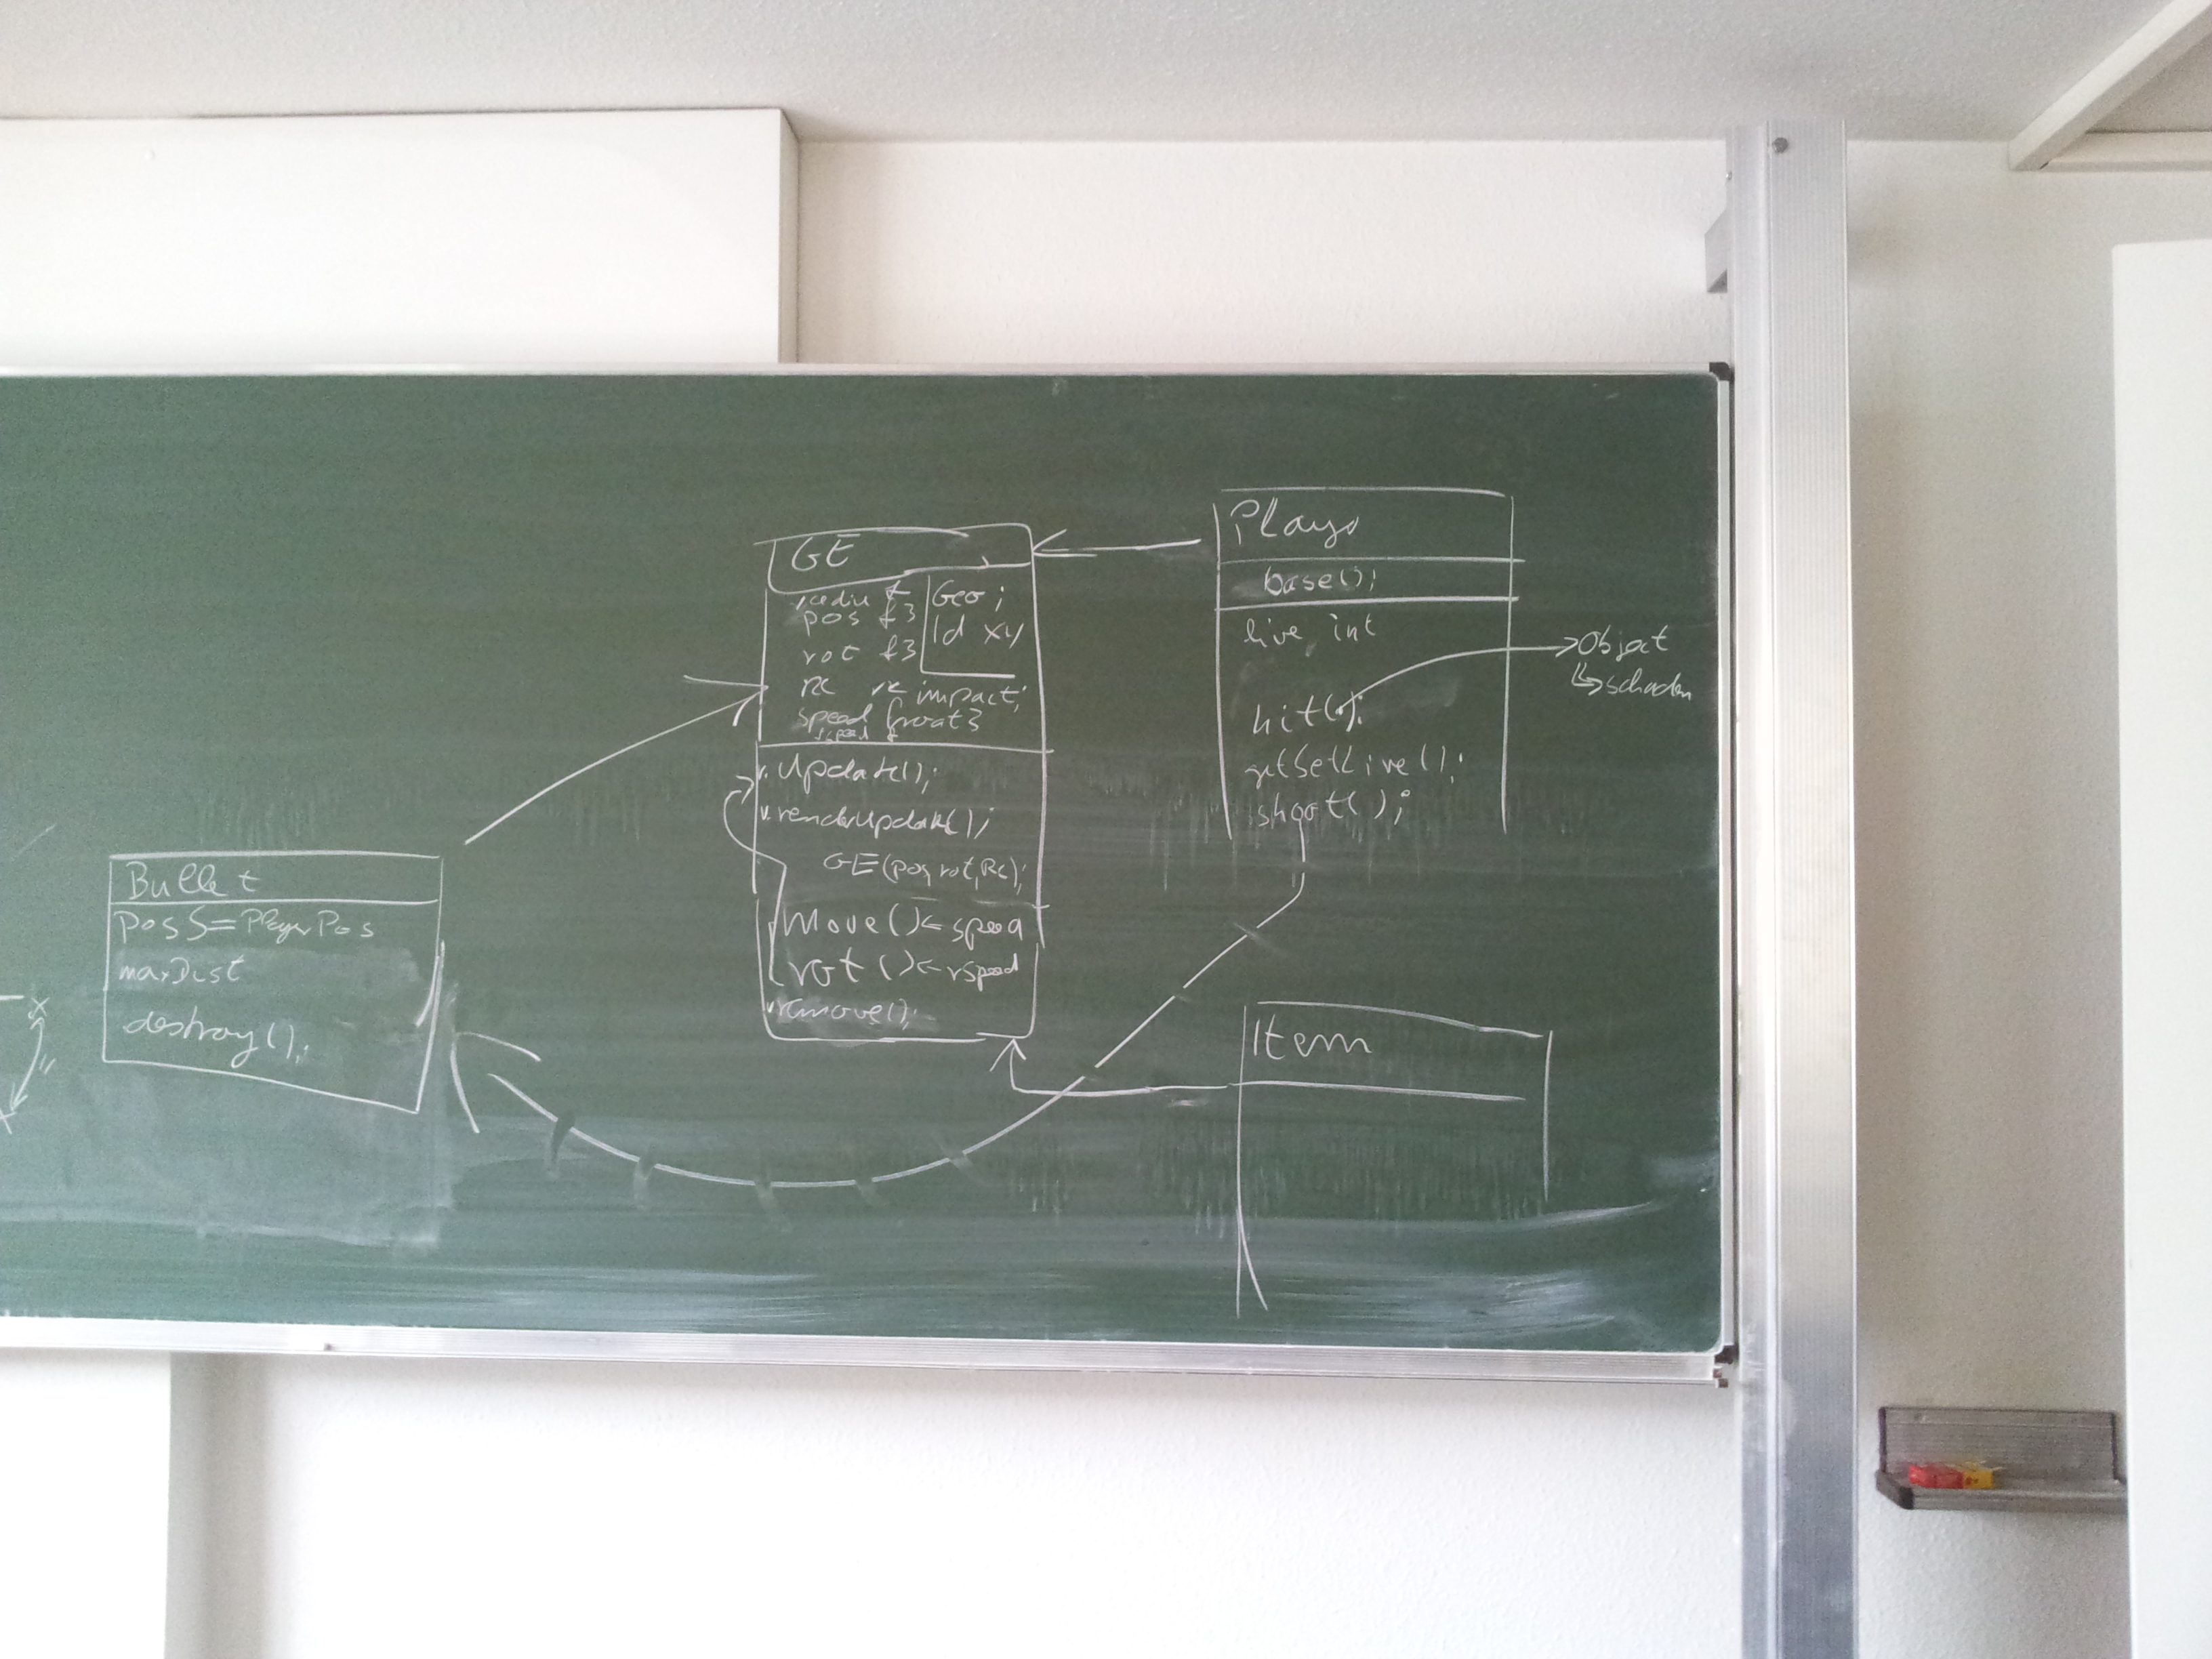 Bullet
posS=PlayerPos
maxDist
destroy();
GE
radiu f
pos f3
rot f3
Geo;
Id xy
RC rc impact;
speed float3
rspeed f
v.Update();
v.renderUpdate();
GE(pos, rot, RC);
Move()← speed
rot()← rspeed
v.remove();
Player
base();
live, int
hit();
getSetLive();
shoot();
→Objeat
↳schaden
Item